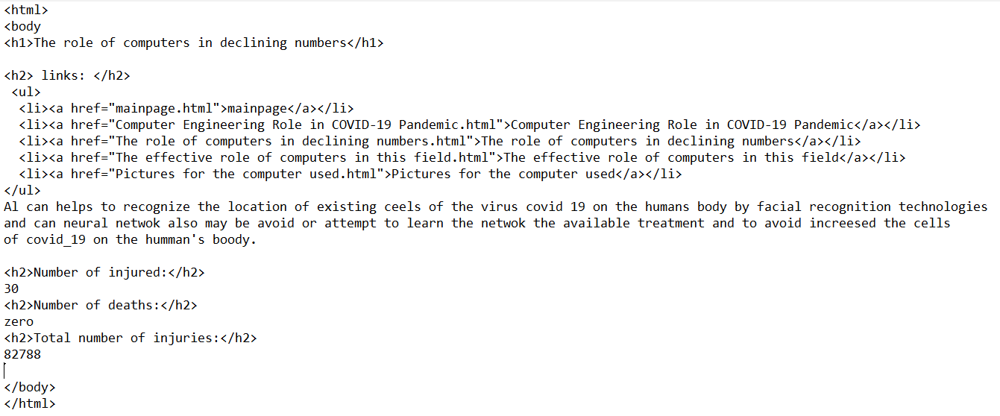 <html>
<body
<h1>The role of computers in declining numbers</h1>
<h2> links: </h2>
<ul>
<li><a href="mainpage.html">mainpage</a></li>
<li><a href="Computer Engineering Role in COVID-19 Pandemic.html">Computer Engineering Role in COVID-19 Pandemic</a></li>
<li><a href="The role of computers in declining numbers.html">The role of computers in declining numbers</a></li>
<li><a href="The effective role of computers in this field.html">The effective role of computers in this field</a></li>
<li><a href="Pictures for the computer used.html">Pictures for the computer used</a></li>
</ul>
Al can helps to recognize the location of existing ceels of the virus covid 19 on the humans body by facial recognition technologies
and can neural netwok also may be avoid or attempt to learn the netwok the available treatment and to avoid increesed the cells
of covid_19 on the humman's boody.
<h2>Number of injured:</h2>
30
<h2>Number of deaths:</h2>
zero
<h2>Total number of injuries:</h2>
82788
</body>
</html>